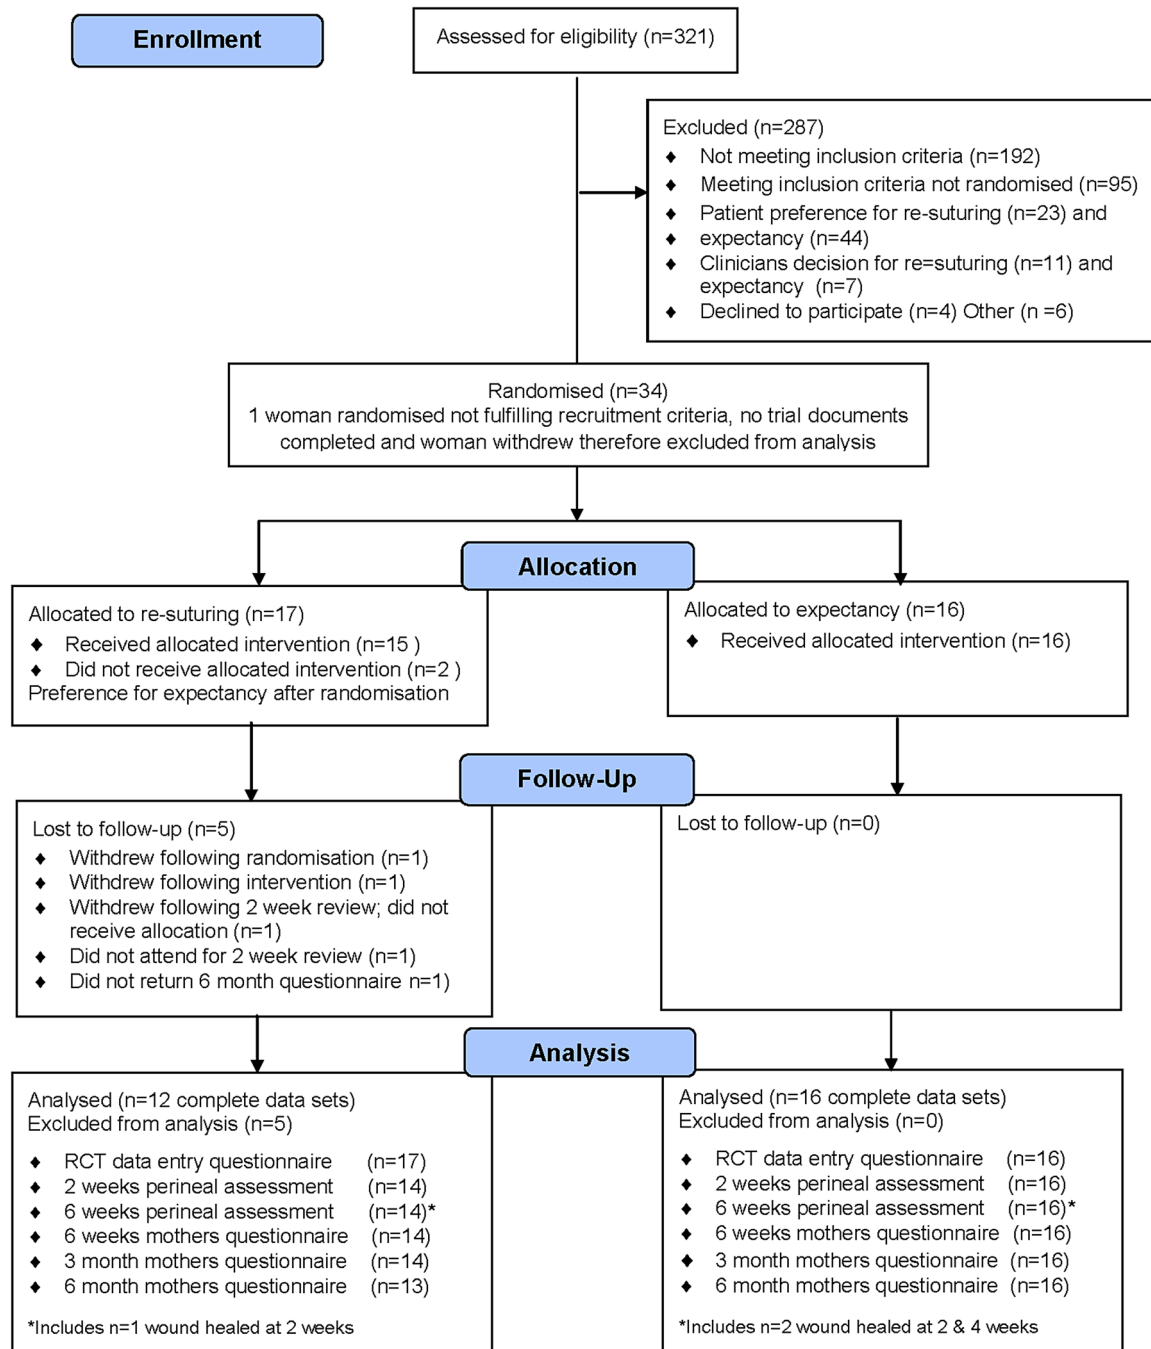 Enrollment
Assessed for eligibility (n=321)
Excluded (n=287)
♦ Not meeting inclusion criteria (n=192)
♦ Meeting inclusion criteria not randomised (n=95)
♦ Patient preference for re-suturing (n=23) and
♦ expectancy (n=44)
♦ Clinicians decision for re=suturing (n=11) and
expectancy (n=7)
♦ Declined to participate (n=4) Other (n =6)
Randomised (n=34)
1 woman randomised not fulfilling recruitment criteria, no trial documents
completed and woman withdrew therefore excluded from analysis
Allocation
Allocated to re-suturing (n=17)
♦ Received allocated intervention (n=15 )
♦ Did not receive allocated intervention (n=2 )
Preference for expectancy after randomisation
Allocated to expectancy (n=16)
♦ Received allocated intervention (n=16)
Follow-Up
Lost to follow-up (n=5)
♦ Withdrew following randomisation (n=1)
♦ Withdrew following intervention (n=1)
♦ Withdrew following 2 week review; did not
receive allocation (n=1)
♦ Did not attend for 2 week review (n=1)
♦ Did not return 6 month questionnaire n=1)
Lost to follow-up (n=0)
Analysis
Analysed (n=12 complete data sets)
Excluded from analysis (n=5)
♦ RCT data entry questionnaire (n=17)
♦ 2 weeks perineal assessment (n=14)
♦ 6 weeks perineal assessment (n=14)*
♦ 6 weeks mothers questionnaire (n=14)
♦ 3 month mothers questionnaire (n=14)
♦ 6 month mothers questionnaire (n=13)
*Includes n=1 wound healed at 2 weeks
Analysed (n=16 complete data sets)
Excluded from analysis (n=0)
♦ RCT data entry questionnaire (n=16)
♦ 2 weeks perineal assessment (n=16)
♦ 6 weeks perineal assessment (n=16)*
♦ 6 weeks mothers questionnaire (n=16)
♦ 3 month mothers questionnaire (n=16)
♦ 6 month mothers questionnaire (n=16)
*Includes n=2 wound healed at 2 & 4 weeks